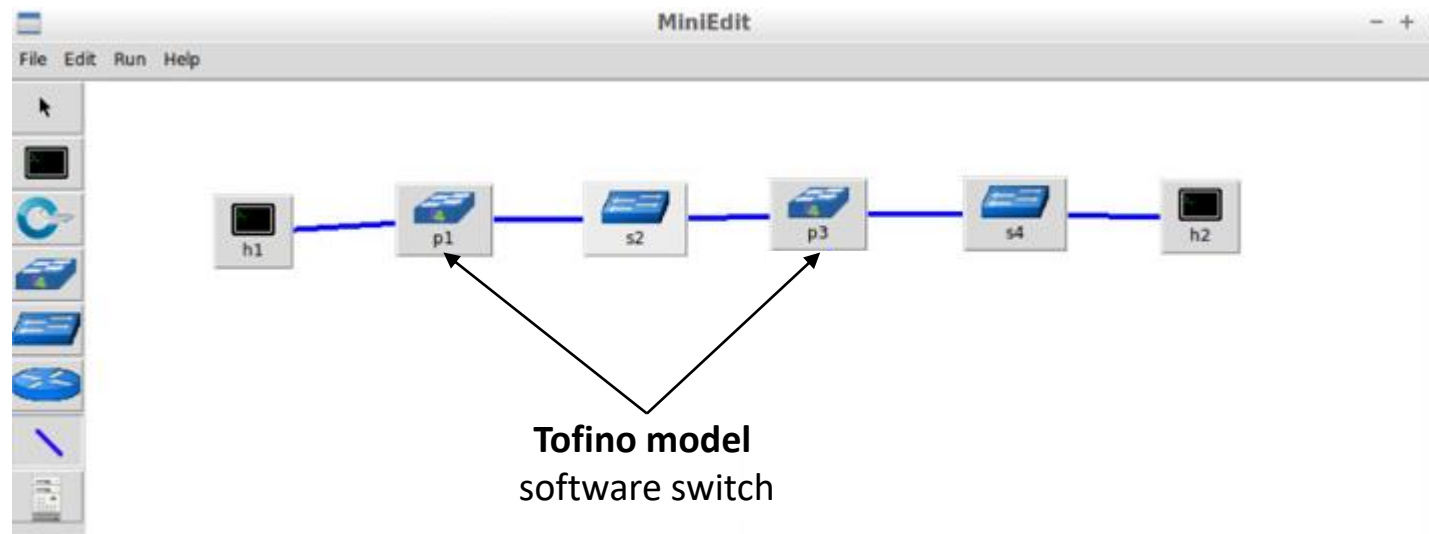 MiniEdit
File Edit Run Help
h1
p1
s2
p3
s4
h2
Tofino model
software switch